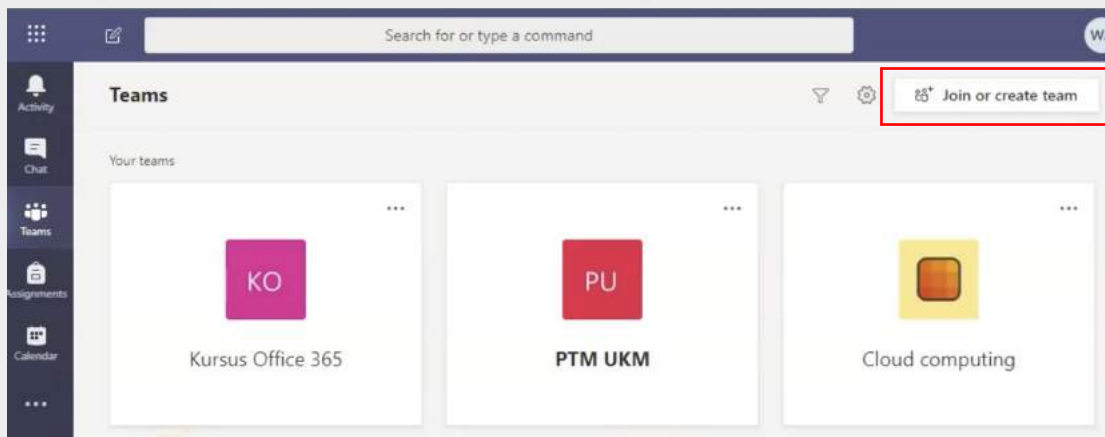 Search for or type a command
W
Activity
Teams
Join or create team
Chat
Your teams
Teams
KO
PU
Assignments
Kursus Office 365
PTM UKM
Cloud computing
Calendar